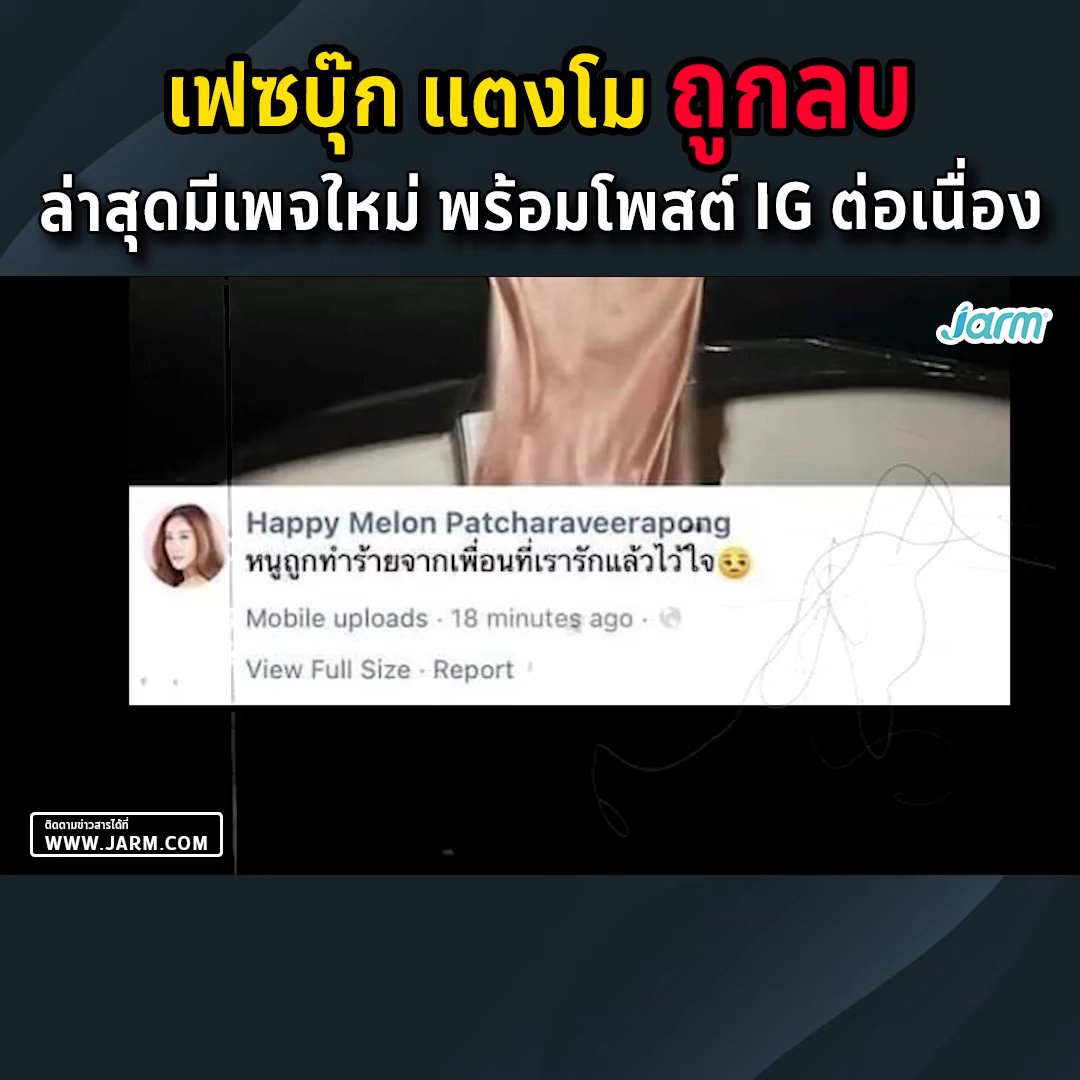 เฟซบุ๊ก แตงโม ถูกลบ
ล่าสุดมีเพจใหม่ พร้อมโพสต์ IG ต่อเนื่อง
jarm
Happy Melon Patcharaveerapong
หนูถูกทำร้ายจากเพื่อนที่เรารักแล้วไว้ใจ😒
Mobile uploads · 18 minutes ago ·
View Full Size · Report
ติดตามข่าวสารได้ที่
WWW.JARM.COM